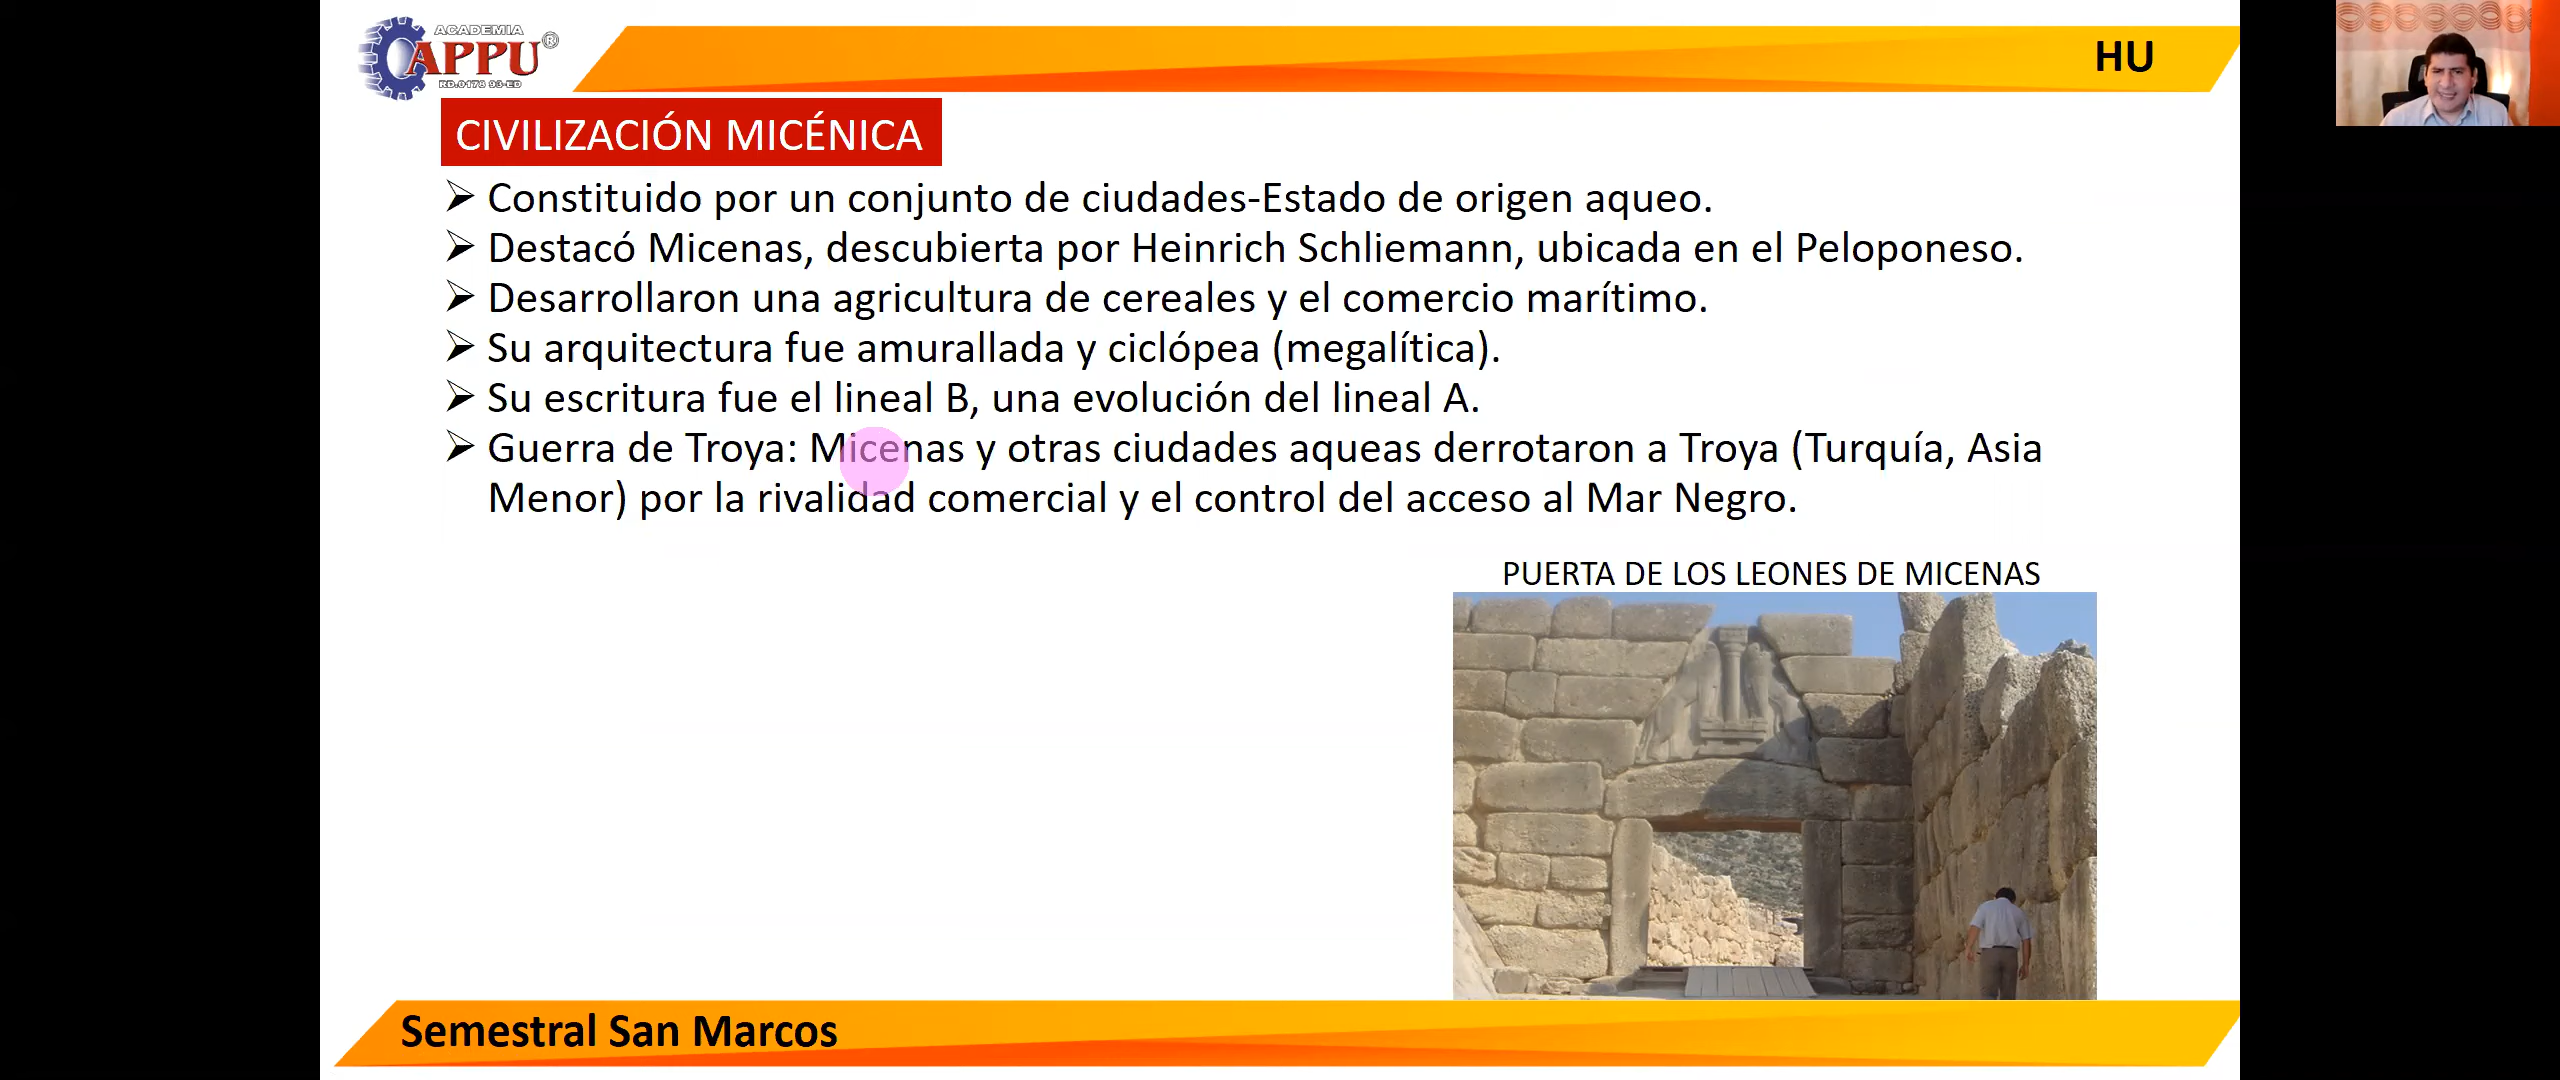 ACADEMIA
APPU®
RD.0178 93-ED
HU
CIVILIZACIÓN MICÉNICA
Constituido por un conjunto de ciudades-Estado de origen aqueo.
Destacó Micenas, descubierta por Heinrich Schliemann, ubicada en el Peloponeso.
Desarrollaron una agricultura de cereales y el comercio marítimo.
Su arquitectura fue amurallada y ciclópea (megalítica).
Su escritura fue el lineal B, una evolución del lineal A.
Guerra de Troya: Micenas y otras ciudades aqueas derrotaron a Troya (Turquía, Asia
Menor) por la rivalidad comercial y el control del acceso al Mar Negro.
PUERTA DE LOS LEONES DE MICENAS
Semestral San Marcos